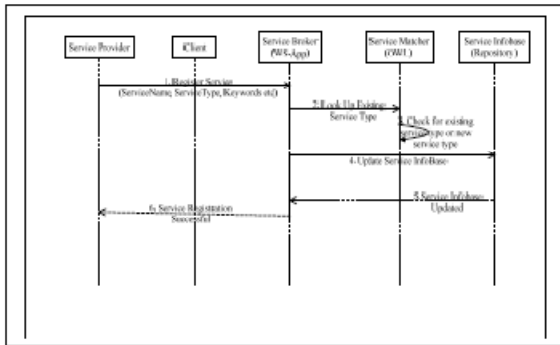 Service Provider
Client
Service Broker
(WS-App)
Service Matcher
(OWL)
Service Infobase
(Repository)
1. Register Service
(ServiceName, ServiceType, Keywords etc)
2. Look Up Existing
Service Type
3. Check for existing
service type or new
service type
4. Update Service InfoBase
5. Service Infobase
Updated
6. Service Registration
Successful